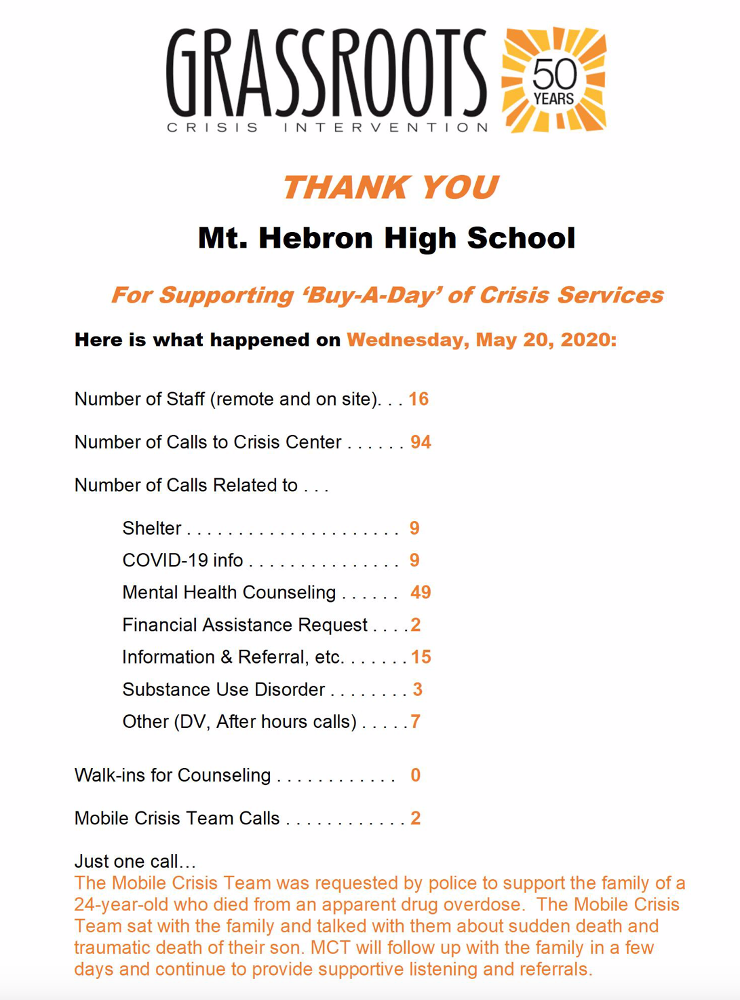 GRASSROOTS
CRISIS INTERVENTION
50
YEARS
THANK YOU
Mt. Hebron High School
For Supporting ‘Buy-A-Day’ of Crisis Services
Here is what happened on Wednesday, May 20, 2020:
Number of Staff (remote and on site). . . 16
Number of Calls to Crisis Center . . . . . . 94
Number of Calls Related to . . .
Shelter . . . . . . . . . . . . . . . . . . . . . 9
COVID-19 info . . . . . . . . . . . . . . . 9
Mental Health Counseling . . . . . . 49
Financial Assistance Request . . . . 2
Information & Referral, etc. . . . . . . 15
Substance Use Disorder . . . . . . . . 3
Other (DV, After hours calls) . . . . . 7
Walk-ins for Counseling . . . . . . . . . . . . 0
Mobile Crisis Team Calls . . . . . . . . . . . . 2
Just one call…
The Mobile Crisis Team was requested by police to support the family of a
24-year-old who died from an apparent drug overdose.  The Mobile Crisis
Team sat with the family and talked with them about sudden death and
traumatic death of their son. MCT will follow up with the family in a few
days and continue to provide supportive listening and referrals.